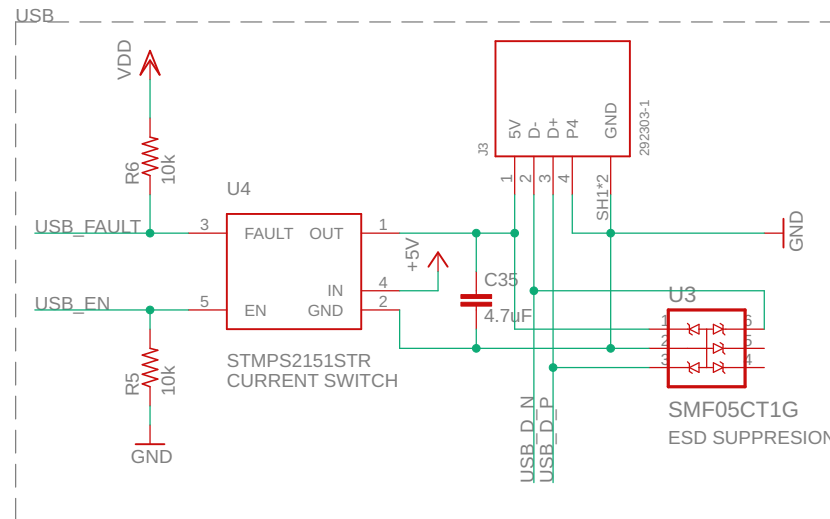 USB
VDD
R6
10k
USB_FAULT
3
U4
FAULT
OUT
1
IN
4
+5V
USB_EN
5
EN
GND
2
R5
10k
GND
STMPS2151STR
CURRENT SWITCH
J3
5V
D-
D+
P4
GND
292303-1
1
2
3
4
SH1*2
GND
C35
4.7uF
U3
1
2
3
6
5
4
SMF05CT1G
ESD SUPPRESION
USB_D_N
USB_D_P